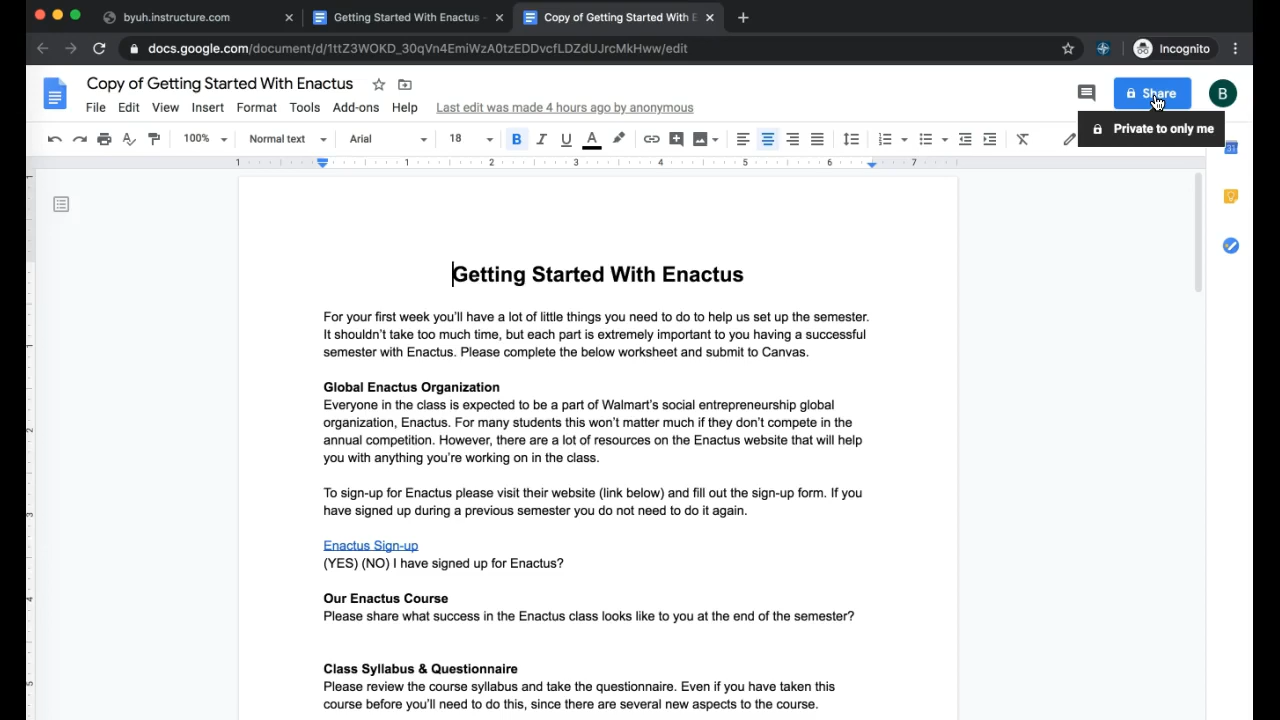 byuh.instructure.com
Getting Started With Enactus -
Copy of Getting Started With E
docs.google.com/document/d/1ttZ3WOKD_30qVn4EmiWzA0tzEDDvcfLDZdUJrcMkHww/edit
Incognito
Copy of Getting Started With Enactus
File Edit View Insert Format Tools Add-ons Help Last edit was made 4 hours ago by anonymous
Share
B
Private to only me
100% Normal text Arial 18 B I U A
31
1 1 2 3 4 5 6 7
Getting Started With Enactus
For your first week you'll have a lot of little things you need to do to help us set up the semester.
It shouldn't take too much time, but each part is extremely important to you having a successful
semester with Enactus. Please complete the below worksheet and submit to Canvas.
Global Enactus Organization
Everyone in the class is expected to be a part of Walmart's social entrepreneurship global
organization, Enactus. For many students this won't matter much if they don't compete in the
annual competition. However, there are a lot of resources on the Enactus website that will help
you with anything you're working on in the class.
To sign-up for Enactus please visit their website (link below) and fill out the sign-up form. If you
have signed up during a previous semester you do not need to do it again.
Enactus Sign-up
(YES) (NO) I have signed up for Enactus?
Our Enactus Course
Please share what success in the Enactus class looks like to you at the end of the semester?
Class Syllabus & Questionnaire
Please review the course syllabus and take the questionnaire. Even if you have taken this
course before you'll need to do this, since there are several new aspects to the course.